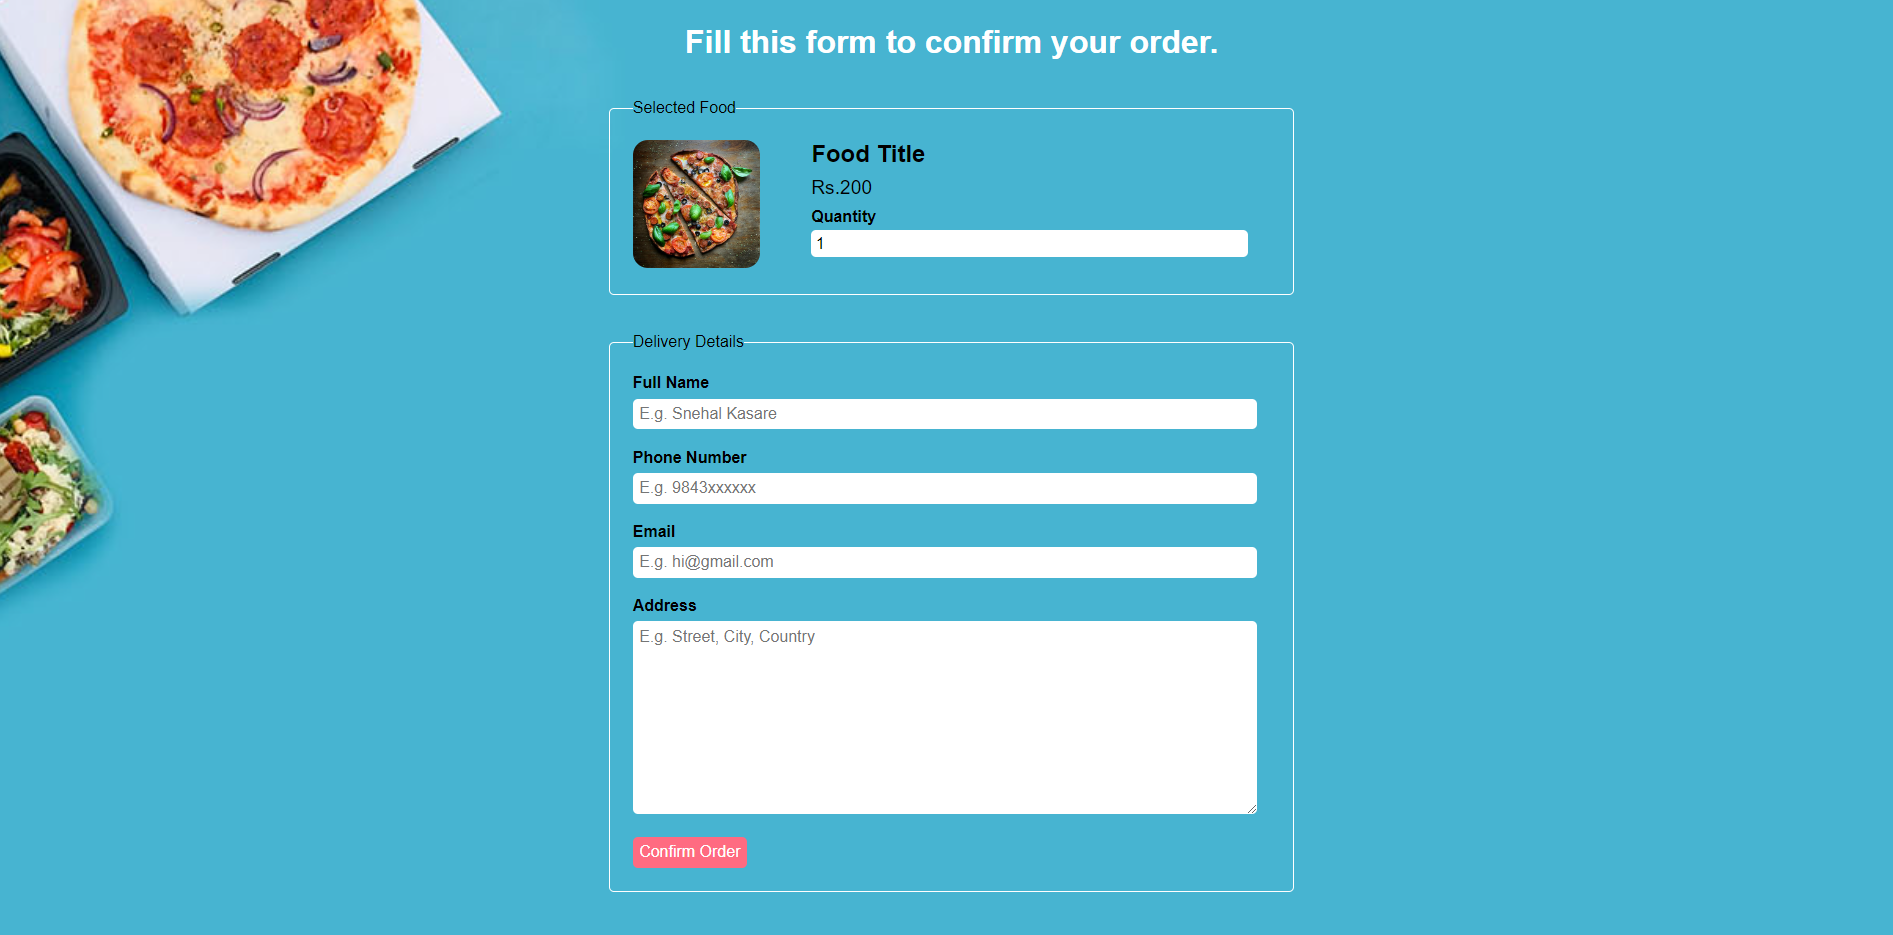 Fill this form to confirm your order.
Selected Food
Food Title
Rs.200
Quantity
1
Delivery Details
Full Name
E.g. Snehal Kasare
Phone Number
E.g. 9843xxxxxx
Email
E.g. hi@gmail.com
Address
E.g. Street, City, Country
Confirm Order